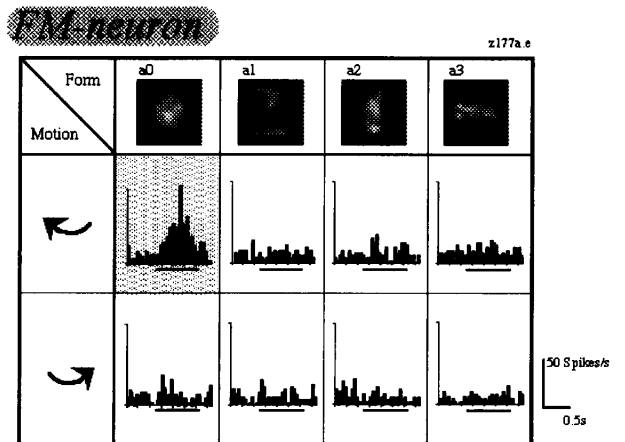 FM-neuron
z177a.e
Form
a0
a1
a2
a3
Motion
50 Spikes/s
0.5s